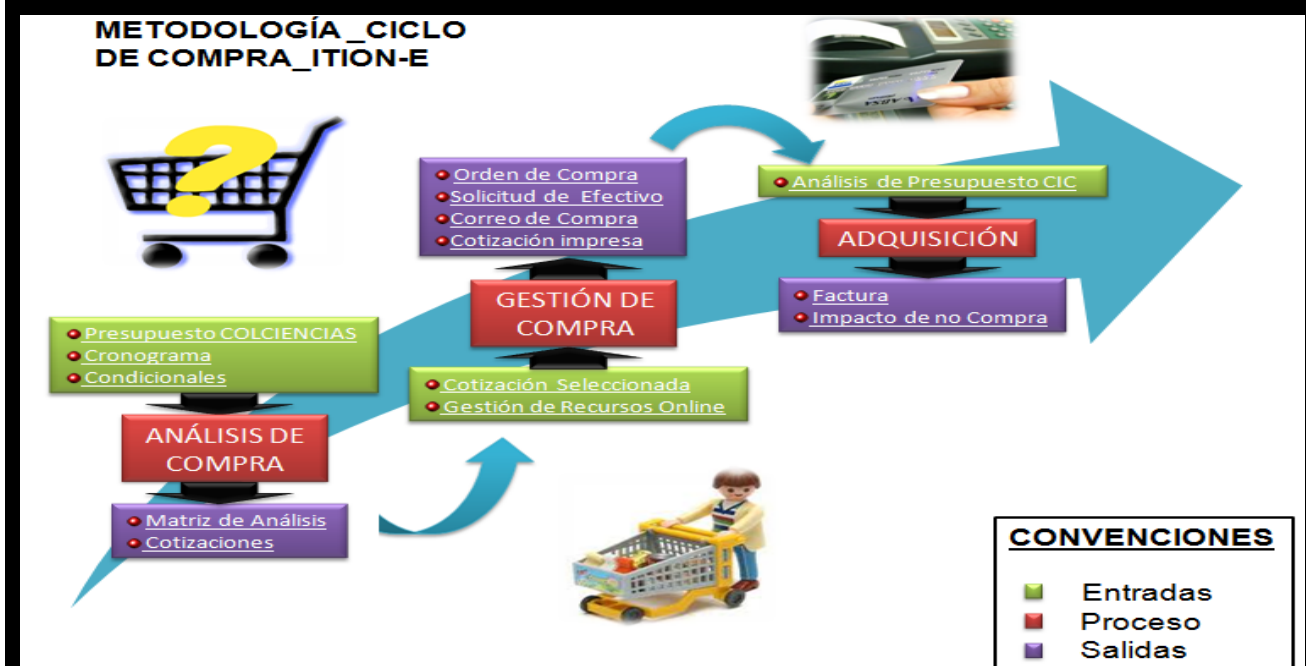 METODOLOGÍA_CICLO
DE COMPRA_ITION-E
Orden de Compra
Solicitud de Efectivo
Correo de Compra
Cotización impresa
Análisis de Presupuesto CIC
ADQUISICIÓN
Factura
Impacto de no Compra
GESTIÓN DE
COMPRA
Cotización Seleccionada
Gestión de Recursos Online
Presupuesto COLCIENCIAS
Cronograma
Condicionales
ANÁLISIS DE
COMPRA
Matriz de Análisis
Cotizaciones
CONVENCIONES
Entradas
Proceso
Salidas